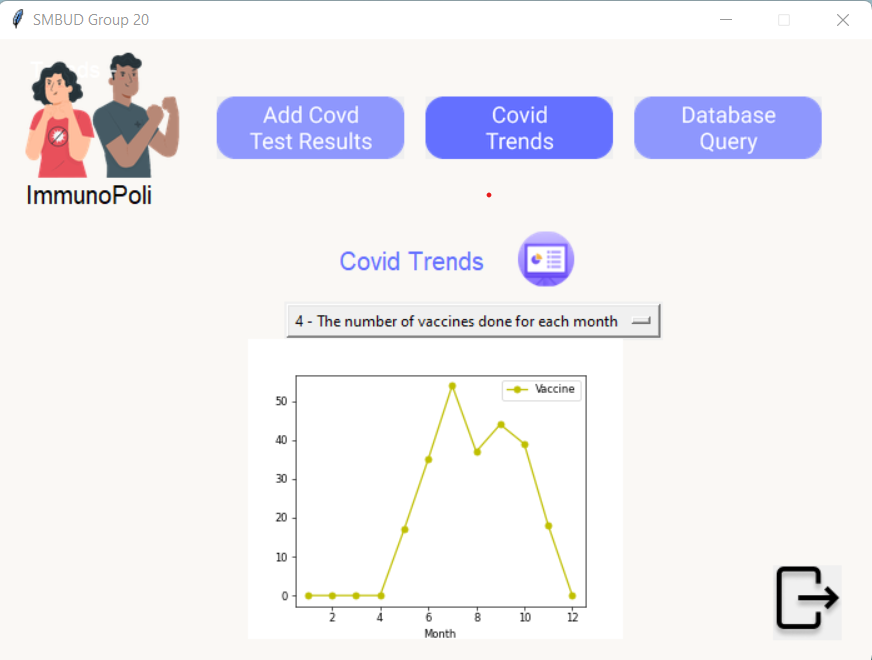 SMBUD Group 20
Trends
Add Covd
Test Results
Covid
Trends
Database
Query
ImmunoPoli
Covid Trends
4 - The number of vaccines done for each month
Vaccine
50
40
30
20
10
0
2 4 6 8 10 12
Month